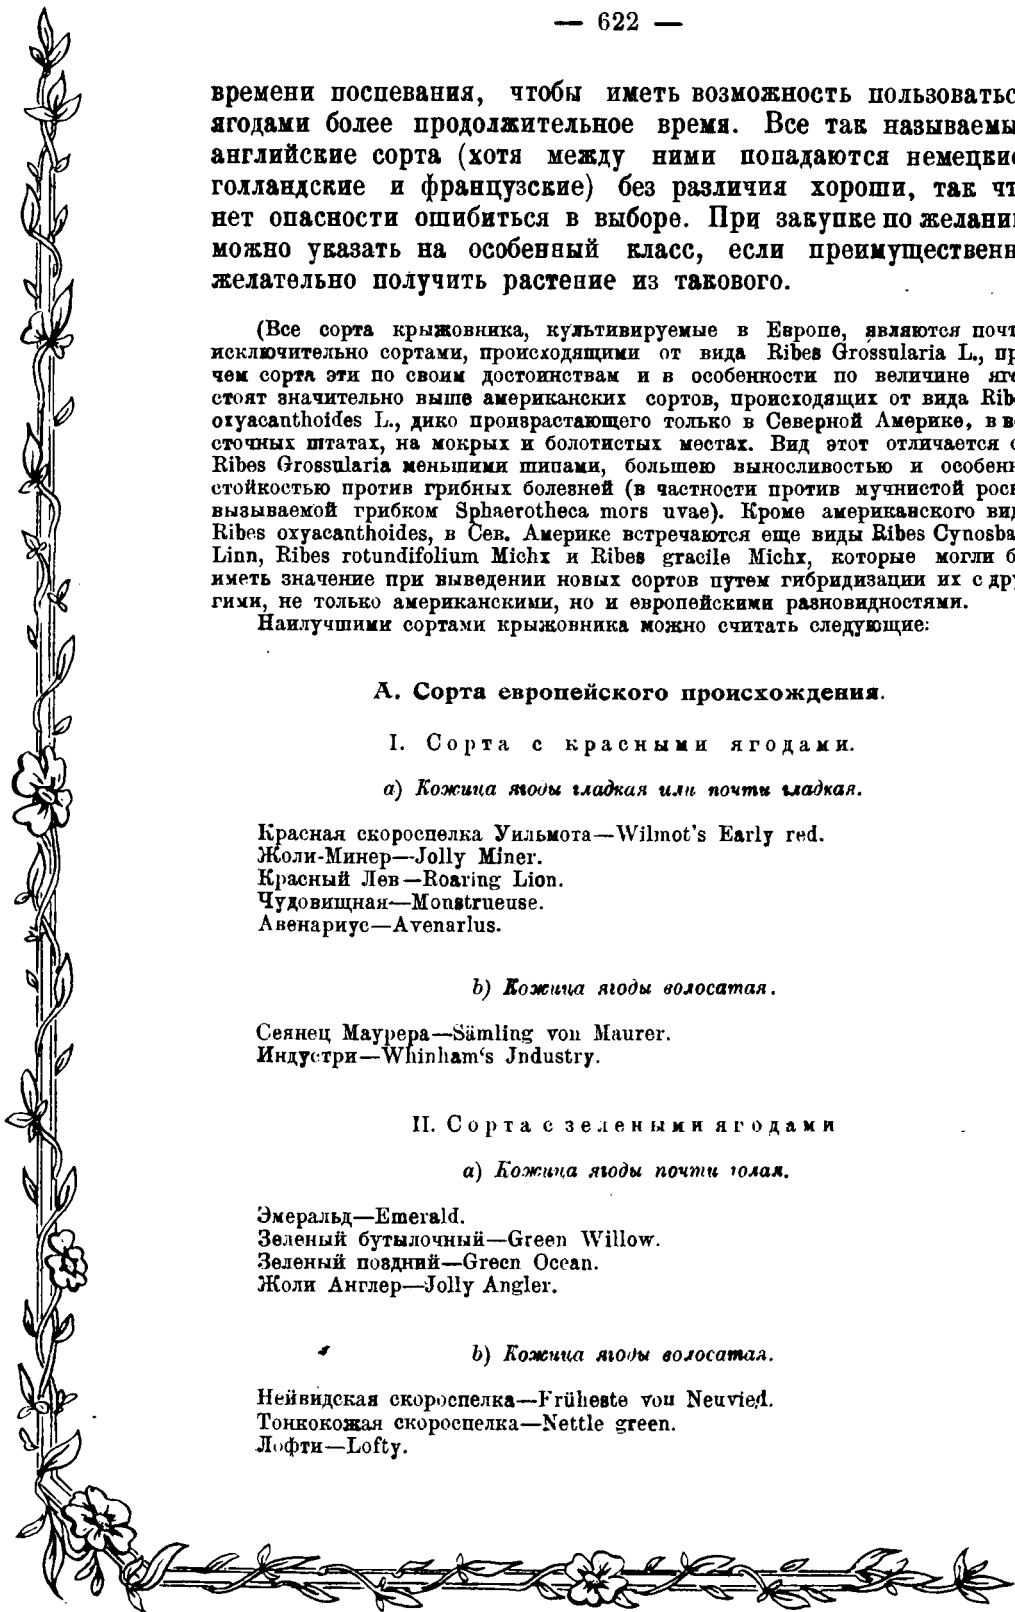 — 622 —
времени поспевания, чтобы иметь возможность пользоватьс
ягодами более продолжительное время. Все так называемы
английские сорта (хотя между ними попадаются немецки
голландские и французские) без различия хороши, так чт
нет опасности ошибиться в выборе. При закупке по желани
можно указать на особенный класс, если преимущественн
желательно получить растение из такового.
(Все сорта крыжовника, культивируемые в Европе, являются почт
исключительно сортами, происходящими от вида Ribes Grossularia L., пр
чем сорта эти по своим достоинствам и в особенности по величине яг
стоят значительно выше американских сортов, происходящих от вида Rib
oxyacanthoides L., дико произрастающего только в Северной Америке, в в
сточных штатах, на мокрых и болотистых местах. Вид этот отличается о
Ribes Grossularia меньшими шипами, большею выносливостью и особенн
стойкостью против грибных болезней (в частности против мучнистой рос
вызываемой грибком Sphaerotheca mors uvae). Кроме американского вид
Ribes oxyacanthoides, в Сев. Америке встречаются еще виды Ribes Cynosba
Linn, Ribes rotundifolium Michx и Ribes gracile Michx, которые могли б
иметь значение при выведении новых сортов путем гибридизации их с дру
гими, не только американскими, но и европейскими разновидностями.
Наилучшими сортами крыжовника можно считать следующие:
А. Сорта европейского происхождения.
I. Сорта с красными ягодами.
a) Кожица ягоды гладкая или почти гладкая.
Красная скороспелка Уильмота—Wilmot's Early red.
Жоли-Минер—Jolly Miner.
Красный Лев—Roaring Lion.
Чудовищная—Monstrueuse.
Авенариус—Avenarius.
b) Кожица ягоды волосатая.
Сеянец Маурера—Sämling von Maurer.
Индустри—Whinham‘s Jndustry.
II. Сорта с зелеными ягодами
a) Кожица ягоды почти голая.
Эмеральд—Emerald.
Зеленый бутылочный—Green Willow.
Зеленый поздний—Green Ocean.
Жоли Англер—Jolly Angler.
b) Кожица ягоды волосатая.
Нейвидская скороспелка—Früheste von Neuvied.
Тонкокожая скороспелка—Nettle green.
Лофти—Lofty.